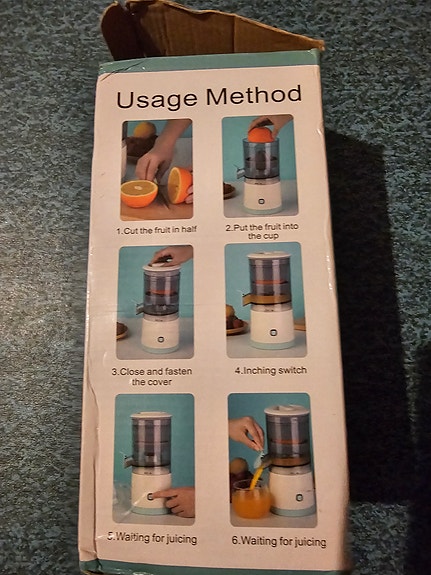 Usage Method
1.Cut the fruit in half
2.Put the fruit into
the cup
3.Close and fasten
the cover
4.Inching switch
5.Waiting for juicing
6.Waiting for juicing